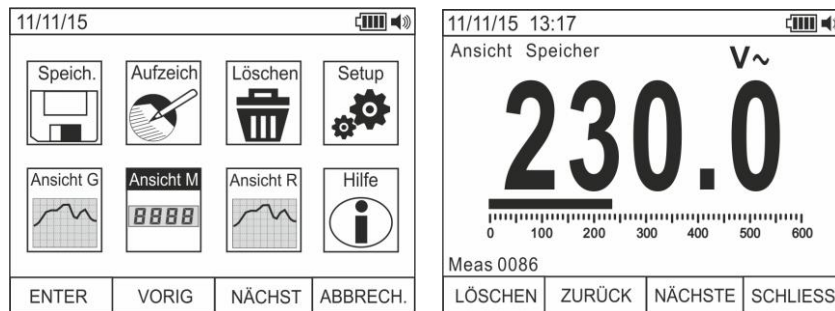 11/11/15
Speich. Aufzeich Löschen Setup
Ansicht G Ansicht M Ansicht R Hilfe
8888
ENTER VORIG NÄCHST ABBRECH.
11/11/15 13:17
Ansicht Speicher
V~
230.0
0 100 200 300 400 500 600
Meas 0086
LÖSCHEN ZURÜCK NÄCHSTE SCHLIESS